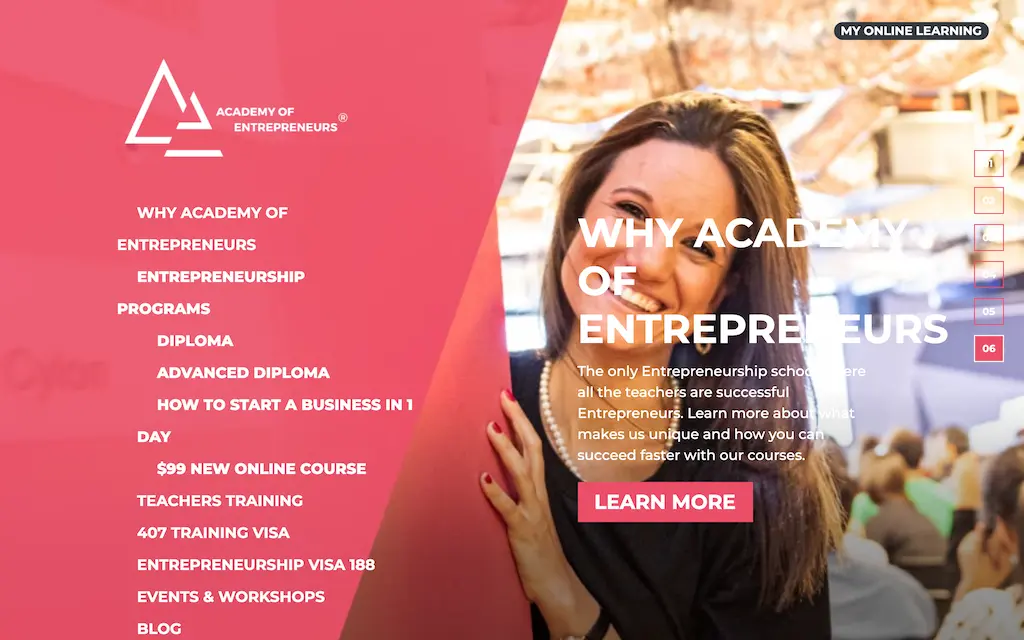 MY ONLINE LEARNING
ACADEMY OF
ENTREPRENEURS®
WHY ACADEMY OF
ENTREPRENEURS
ENTREPRENEURSHIP
PROGRAMS
DIPLOMA
ADVANCED DIPLOMA
HOW TO START A BUSINESS IN 1
DAY
$99 NEW ONLINE COURSE
TEACHERS TRAINING
407 TRAINING VISA
ENTREPRENEURSHIP VISA 188
EVENTS & WORKSHOPS
BLOG
WHY ACADEMY
OF
ENTREPRENEURS
The only Entrepreneurship school where
all the teachers are successful
Entrepreneurs. Learn more about what
makes us unique and how you can
succeed faster with our courses.
LEARN MORE
01
02
03
04
05
06